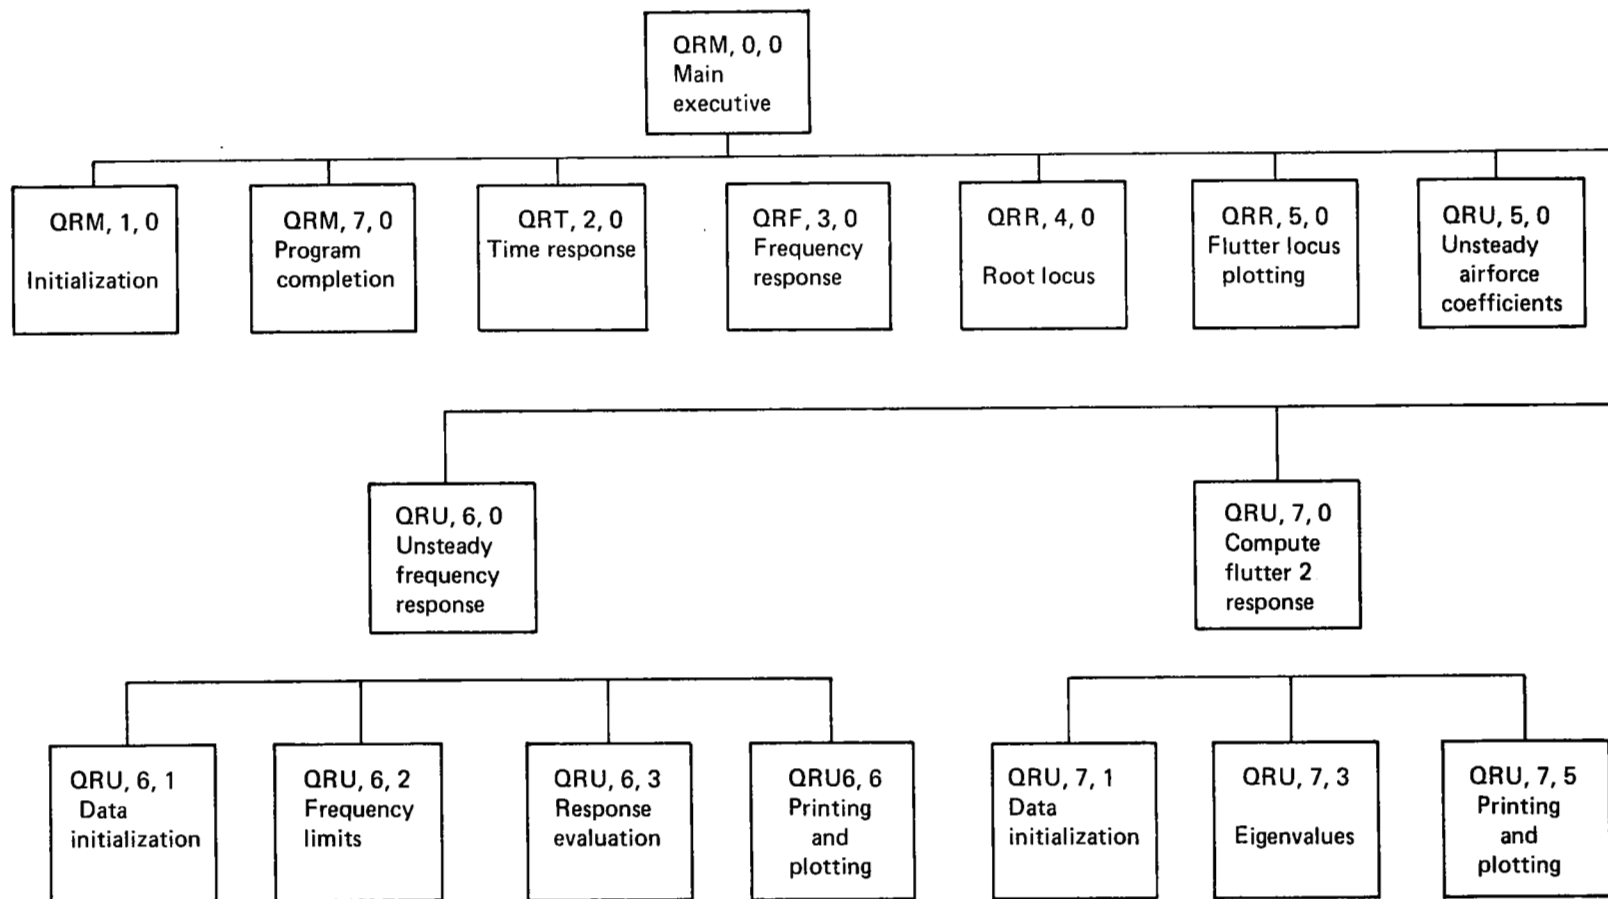 QRM, 0, 0
Main
executive
QRM, 1, 0
Initialization
QRM, 7, 0
Program
completion
QRT, 2, 0
Time response
QRF, 3, 0
Frequency
response
QRR, 4, 0
Root locus
QRR, 5, 0
Flutter locus
plotting
QRU, 5, 0
Unsteady
airforce
coefficients
QRU, 6, 0
Unsteady
frequency
response
QRU, 7, 0
Compute
flutter 2
response
QRU, 6, 1
Data
initialization
QRU, 6, 2
Frequency
limits
QRU, 6, 3
Response
evaluation
QRU6, 6
Printing
and
plotting
QRU, 7, 1
Data
initialization
QRU, 7, 3
Eigenvalues
QRU, 7, 5
Printing
and
plotting